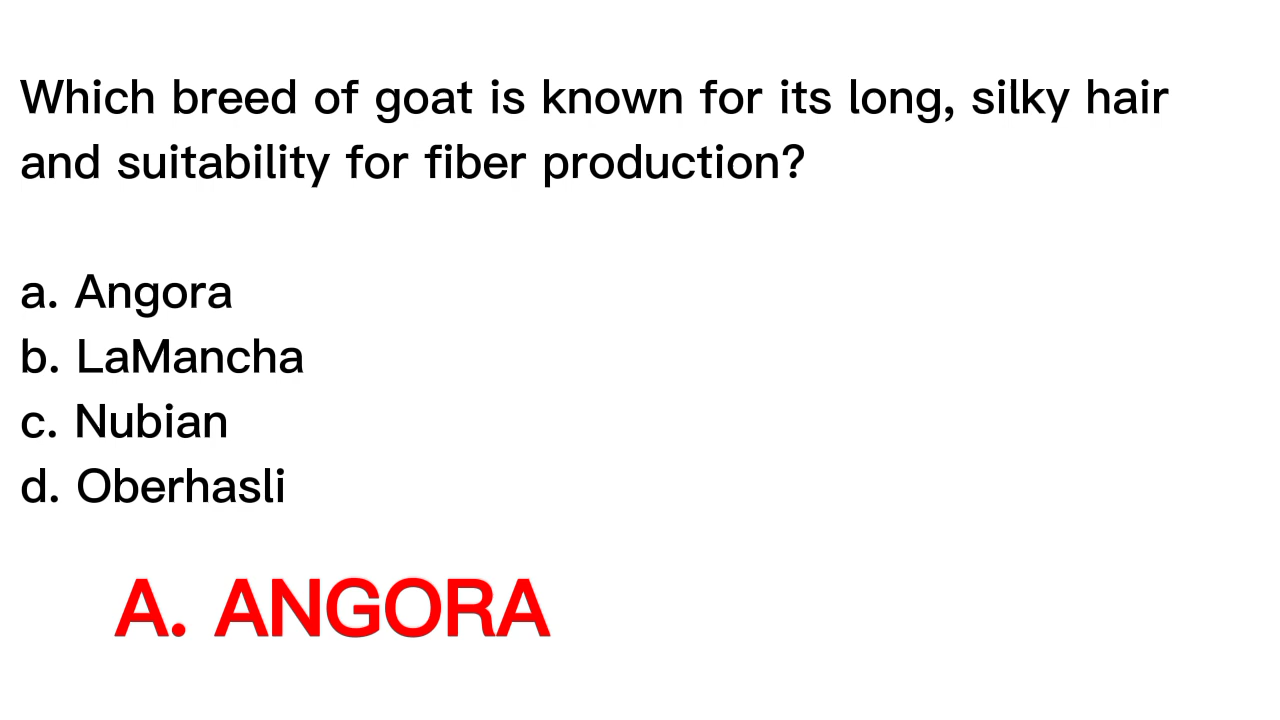 Which breed of goat is known for its long, silky hair
and suitability for fiber production?
a. Angora
b. LaMancha
c. Nubian
d. Oberhasli
A. ANGORA